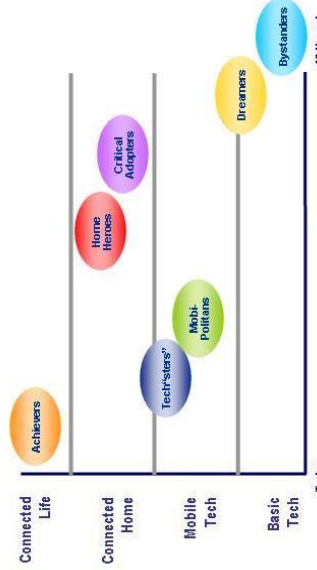 Connected
Life
Connected
Home
Mobile
Tech
Basic
Tech
Achievers
Home
Heroes
Critical
Adopters
Tech"sters"
Mobi-
Politans
Dreamers
Bystanders